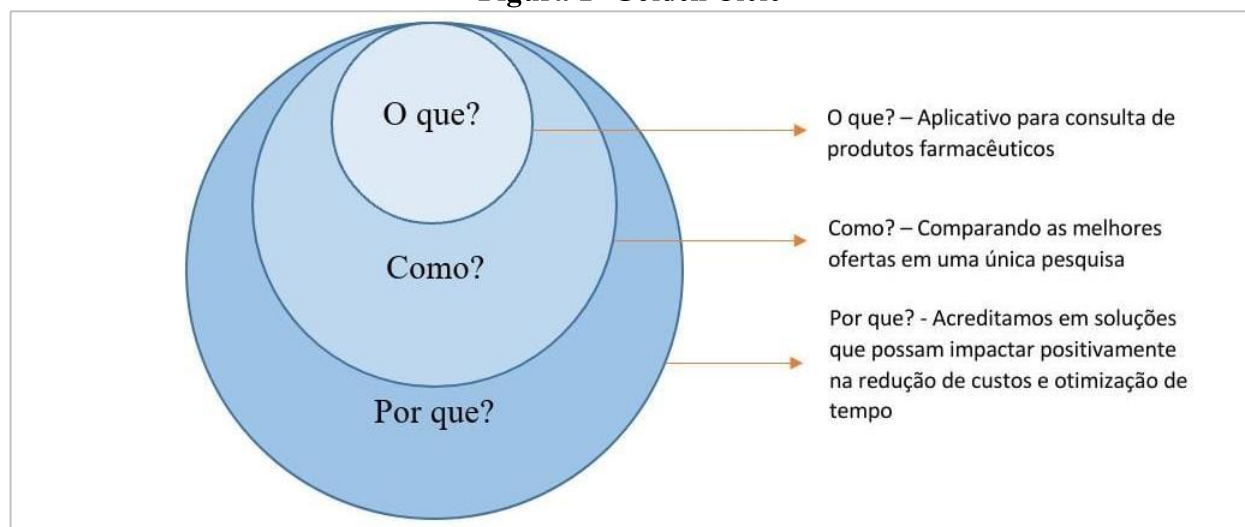 O que?
Como?
Por que?
O que? – Aplicativo para consulta de
produtos farmacêuticos
Como? – Comparando as melhores
ofertas em uma única pesquisa
Por que? - Acreditamos em soluções
que possam impactar positivamente
na redução de custos e otimização de
tempo